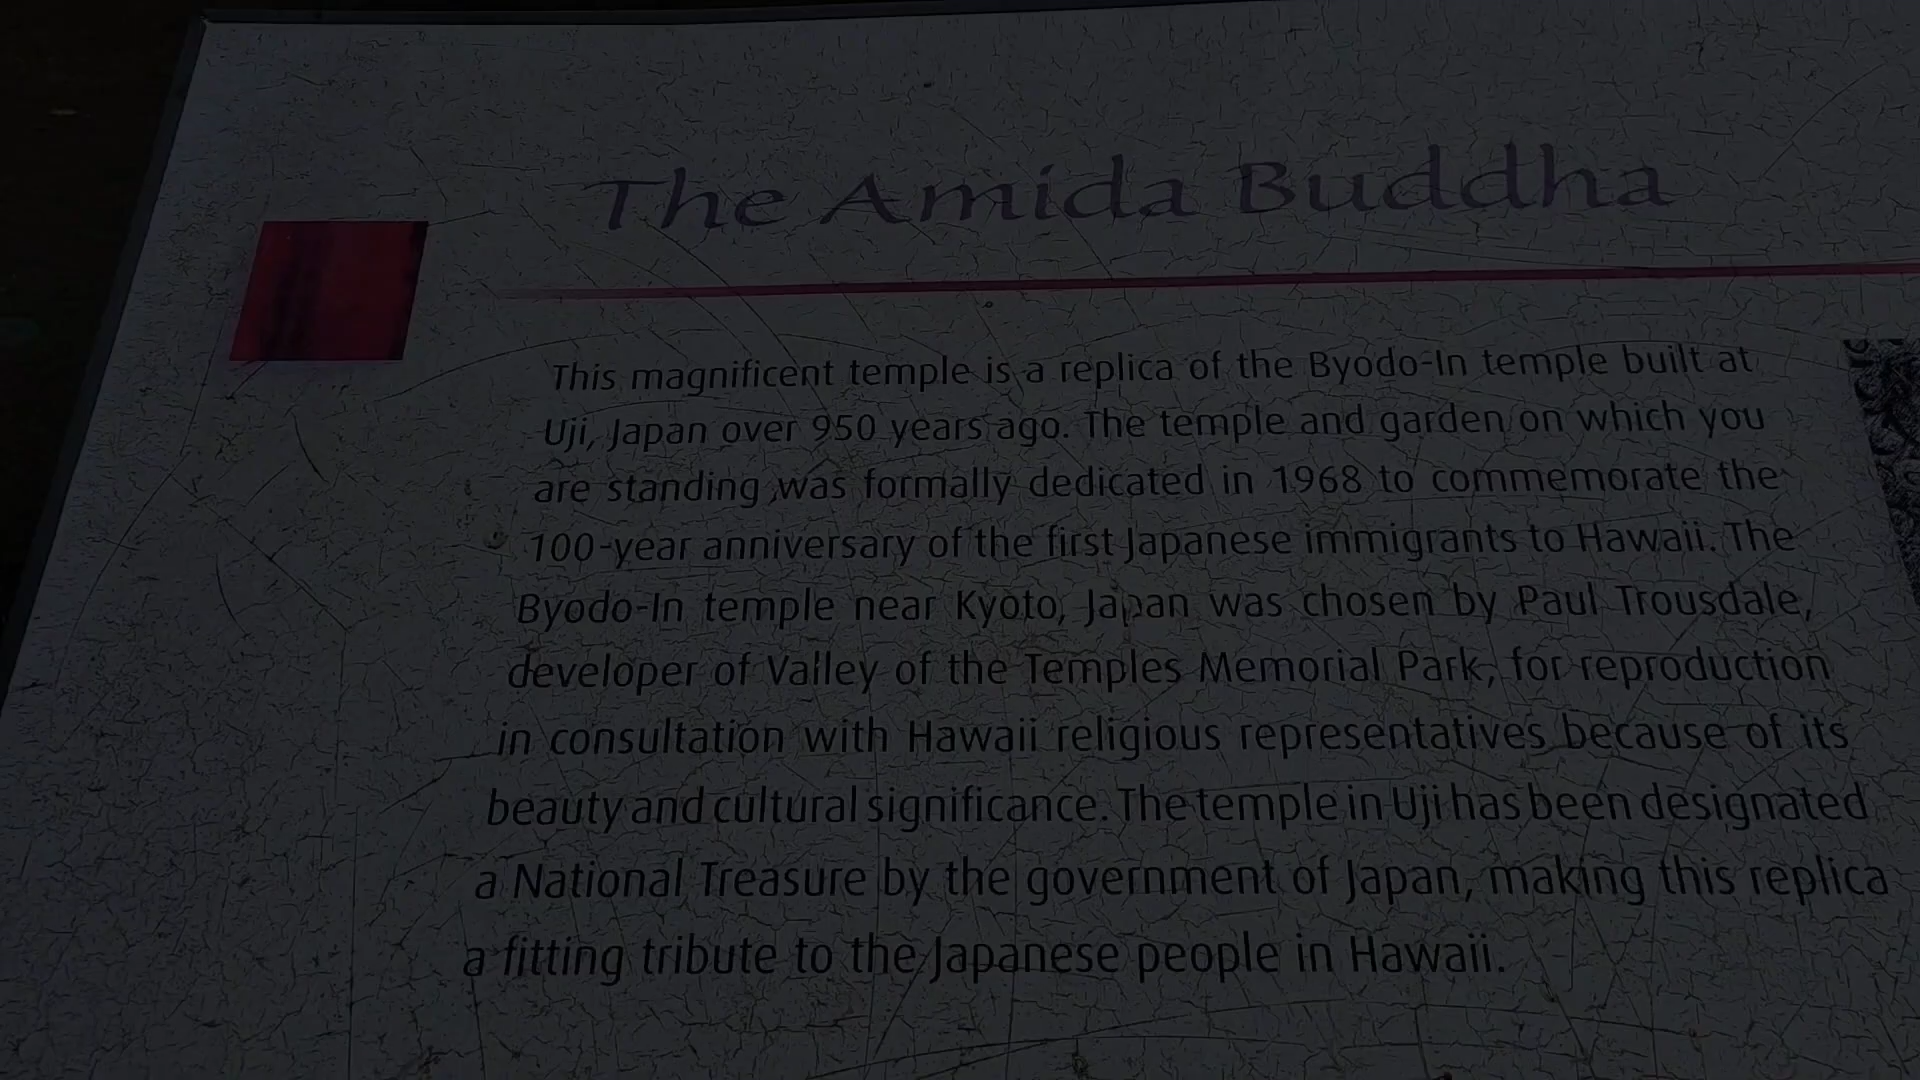 The Amida Buddha
This magnificent temple is a replica of the Byodo-In temple built at
Uji, Japan over 950 years ago. The temple and garden on which you
are standing was formally dedicated in 1968 to commemorate the
100-year anniversary of the first Japanese immigrants to Hawaii. The
Byodo-In temple near Kyoto, Japan was chosen by Paul Trousdale,
developer of Valley of the Temples Memorial Park, for reproduction
in consultation with Hawaii religious representatives because of its
beauty and cultural significance. The temple in Uji has been designated
a National Treasure by the government of Japan, making this replica
a fitting tribute to the Japanese people in Hawaii.